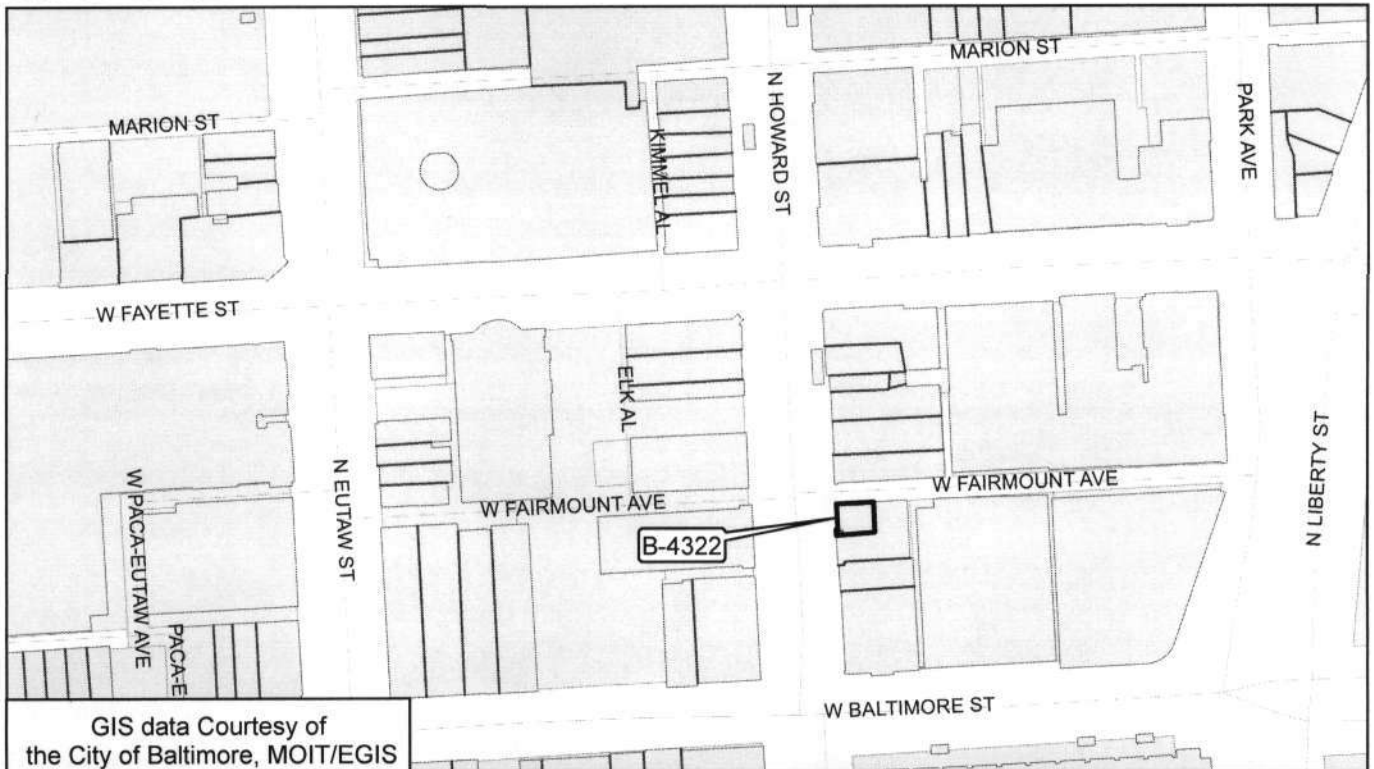 MARION ST
N HOWARD ST
PARK AVE
MARION ST
KIMMEL AL
W FAYETTE ST
ELK AL
N LIBERTY ST
N EUTAW ST
W FAIRMOUNT AVE
W FAIRMOUNT AVE
W PACA-EUTAW AVE
B-4322
PACA-E
W BALTIMORE ST
GIS data Courtesy of
the City of Baltimore, MOIT/EGIS